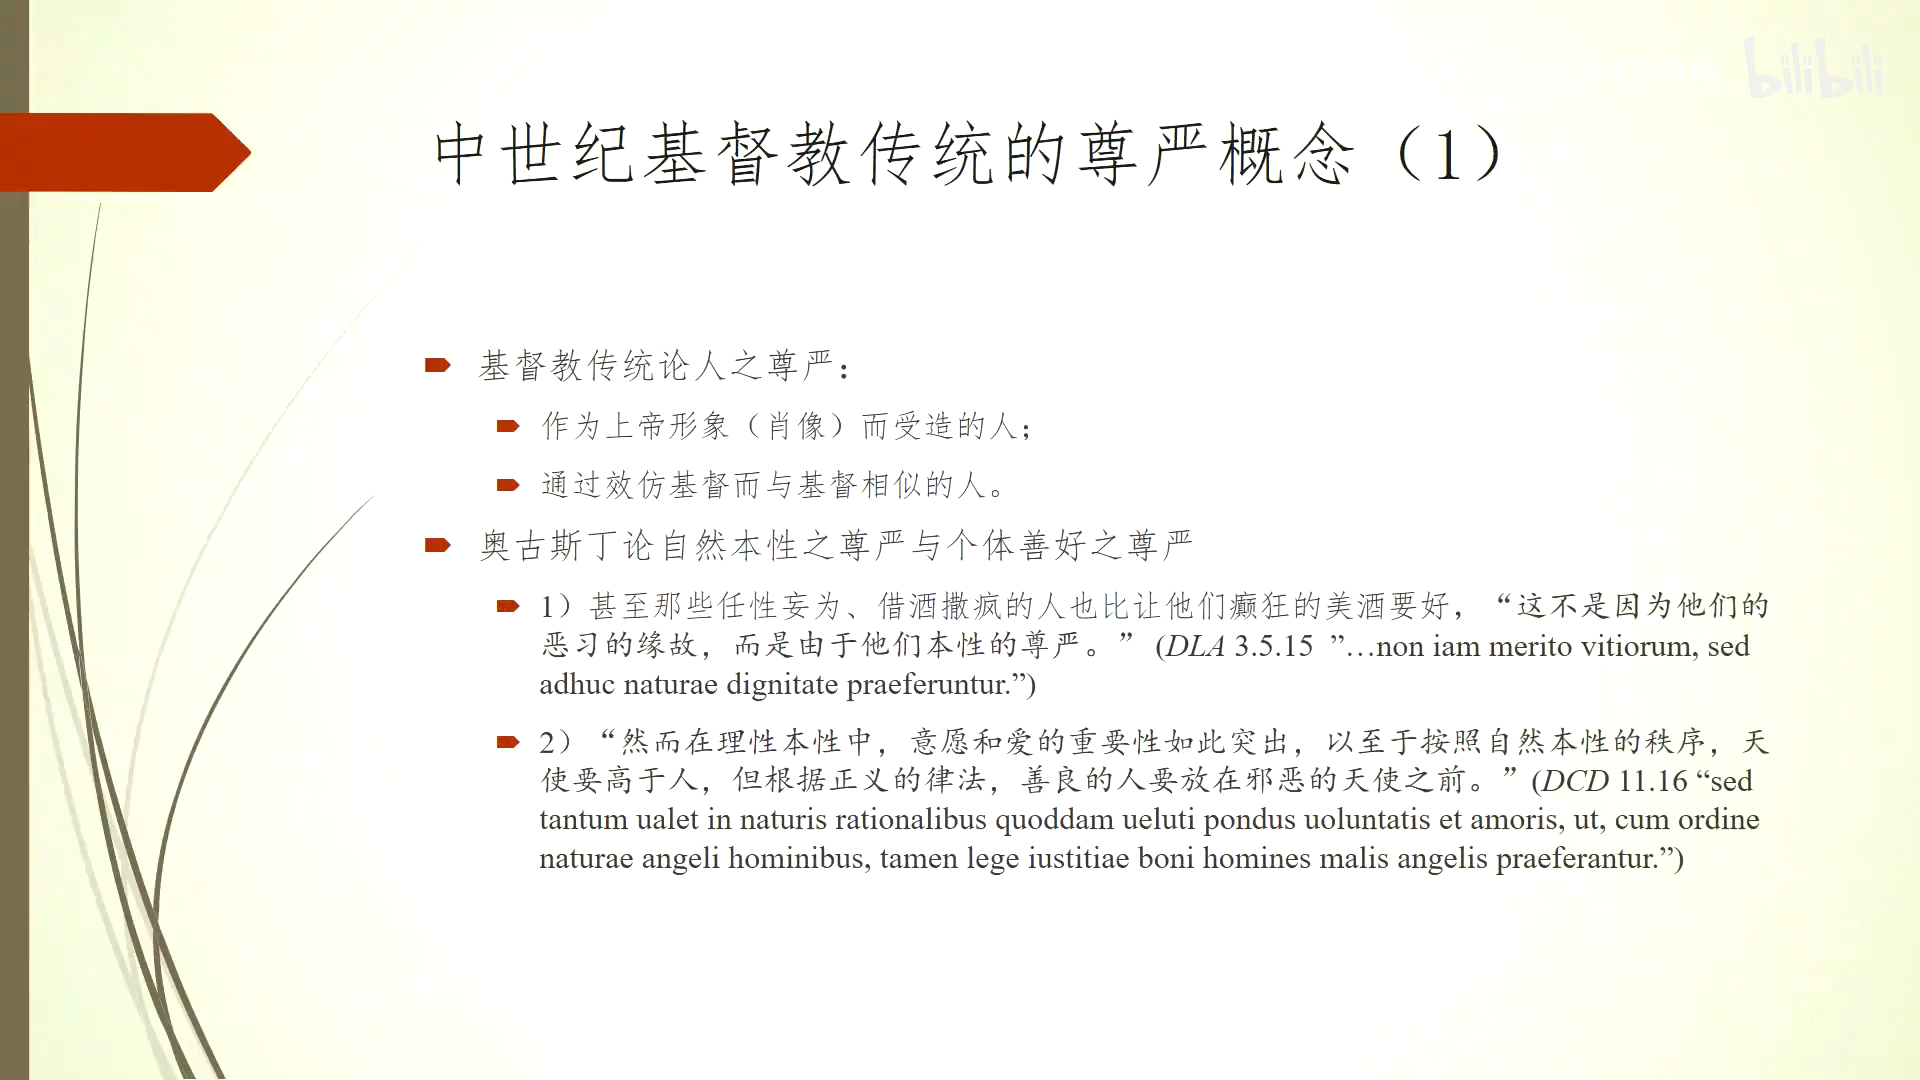 bilibili
中世纪基督教传统的尊严概念（1）
基督教传统论人之尊严：
作为上帝形象（肖像）而受造的人；
通过效仿基督而与基督相似的人。
奥古斯丁论自然本性之尊严与个体善好之尊严
1）甚至那些任性妄为、借酒撒疯的人也比让他们癫狂的美酒要好，“这不是因为他们的
恶习的缘故，而是由于他们本性的尊严。” (DLA 3.5.15 ”…non iam merito vitiorum, sed
adhuc naturae dignitate praeferuntur.”)
2）“然而在理性本性中，意愿和爱的重要性如此突出，以至于按照自然本性的秩序，天
使要高于人，但根据正义的律法，善良的人要放在邪恶的天使之前。”(DCD 11.16 “sed
tantum ualet in naturis rationalibus quoddam ueluti pondus uoluntatis et amoris, ut, cum ordine
naturae angeli hominibus, tamen lege iustitiae boni homines malis angelis praeferantur.”)